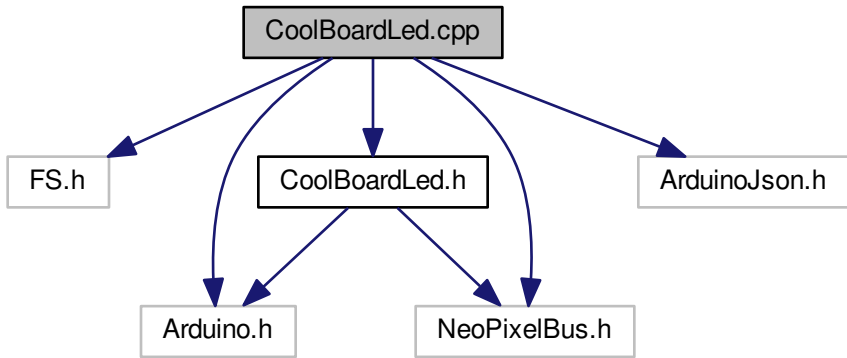 CoolBoardLed.cpp
FS.h
CoolBoardLed.h
ArduinoJson.h
Arduino.h
NeoPixelBus.h